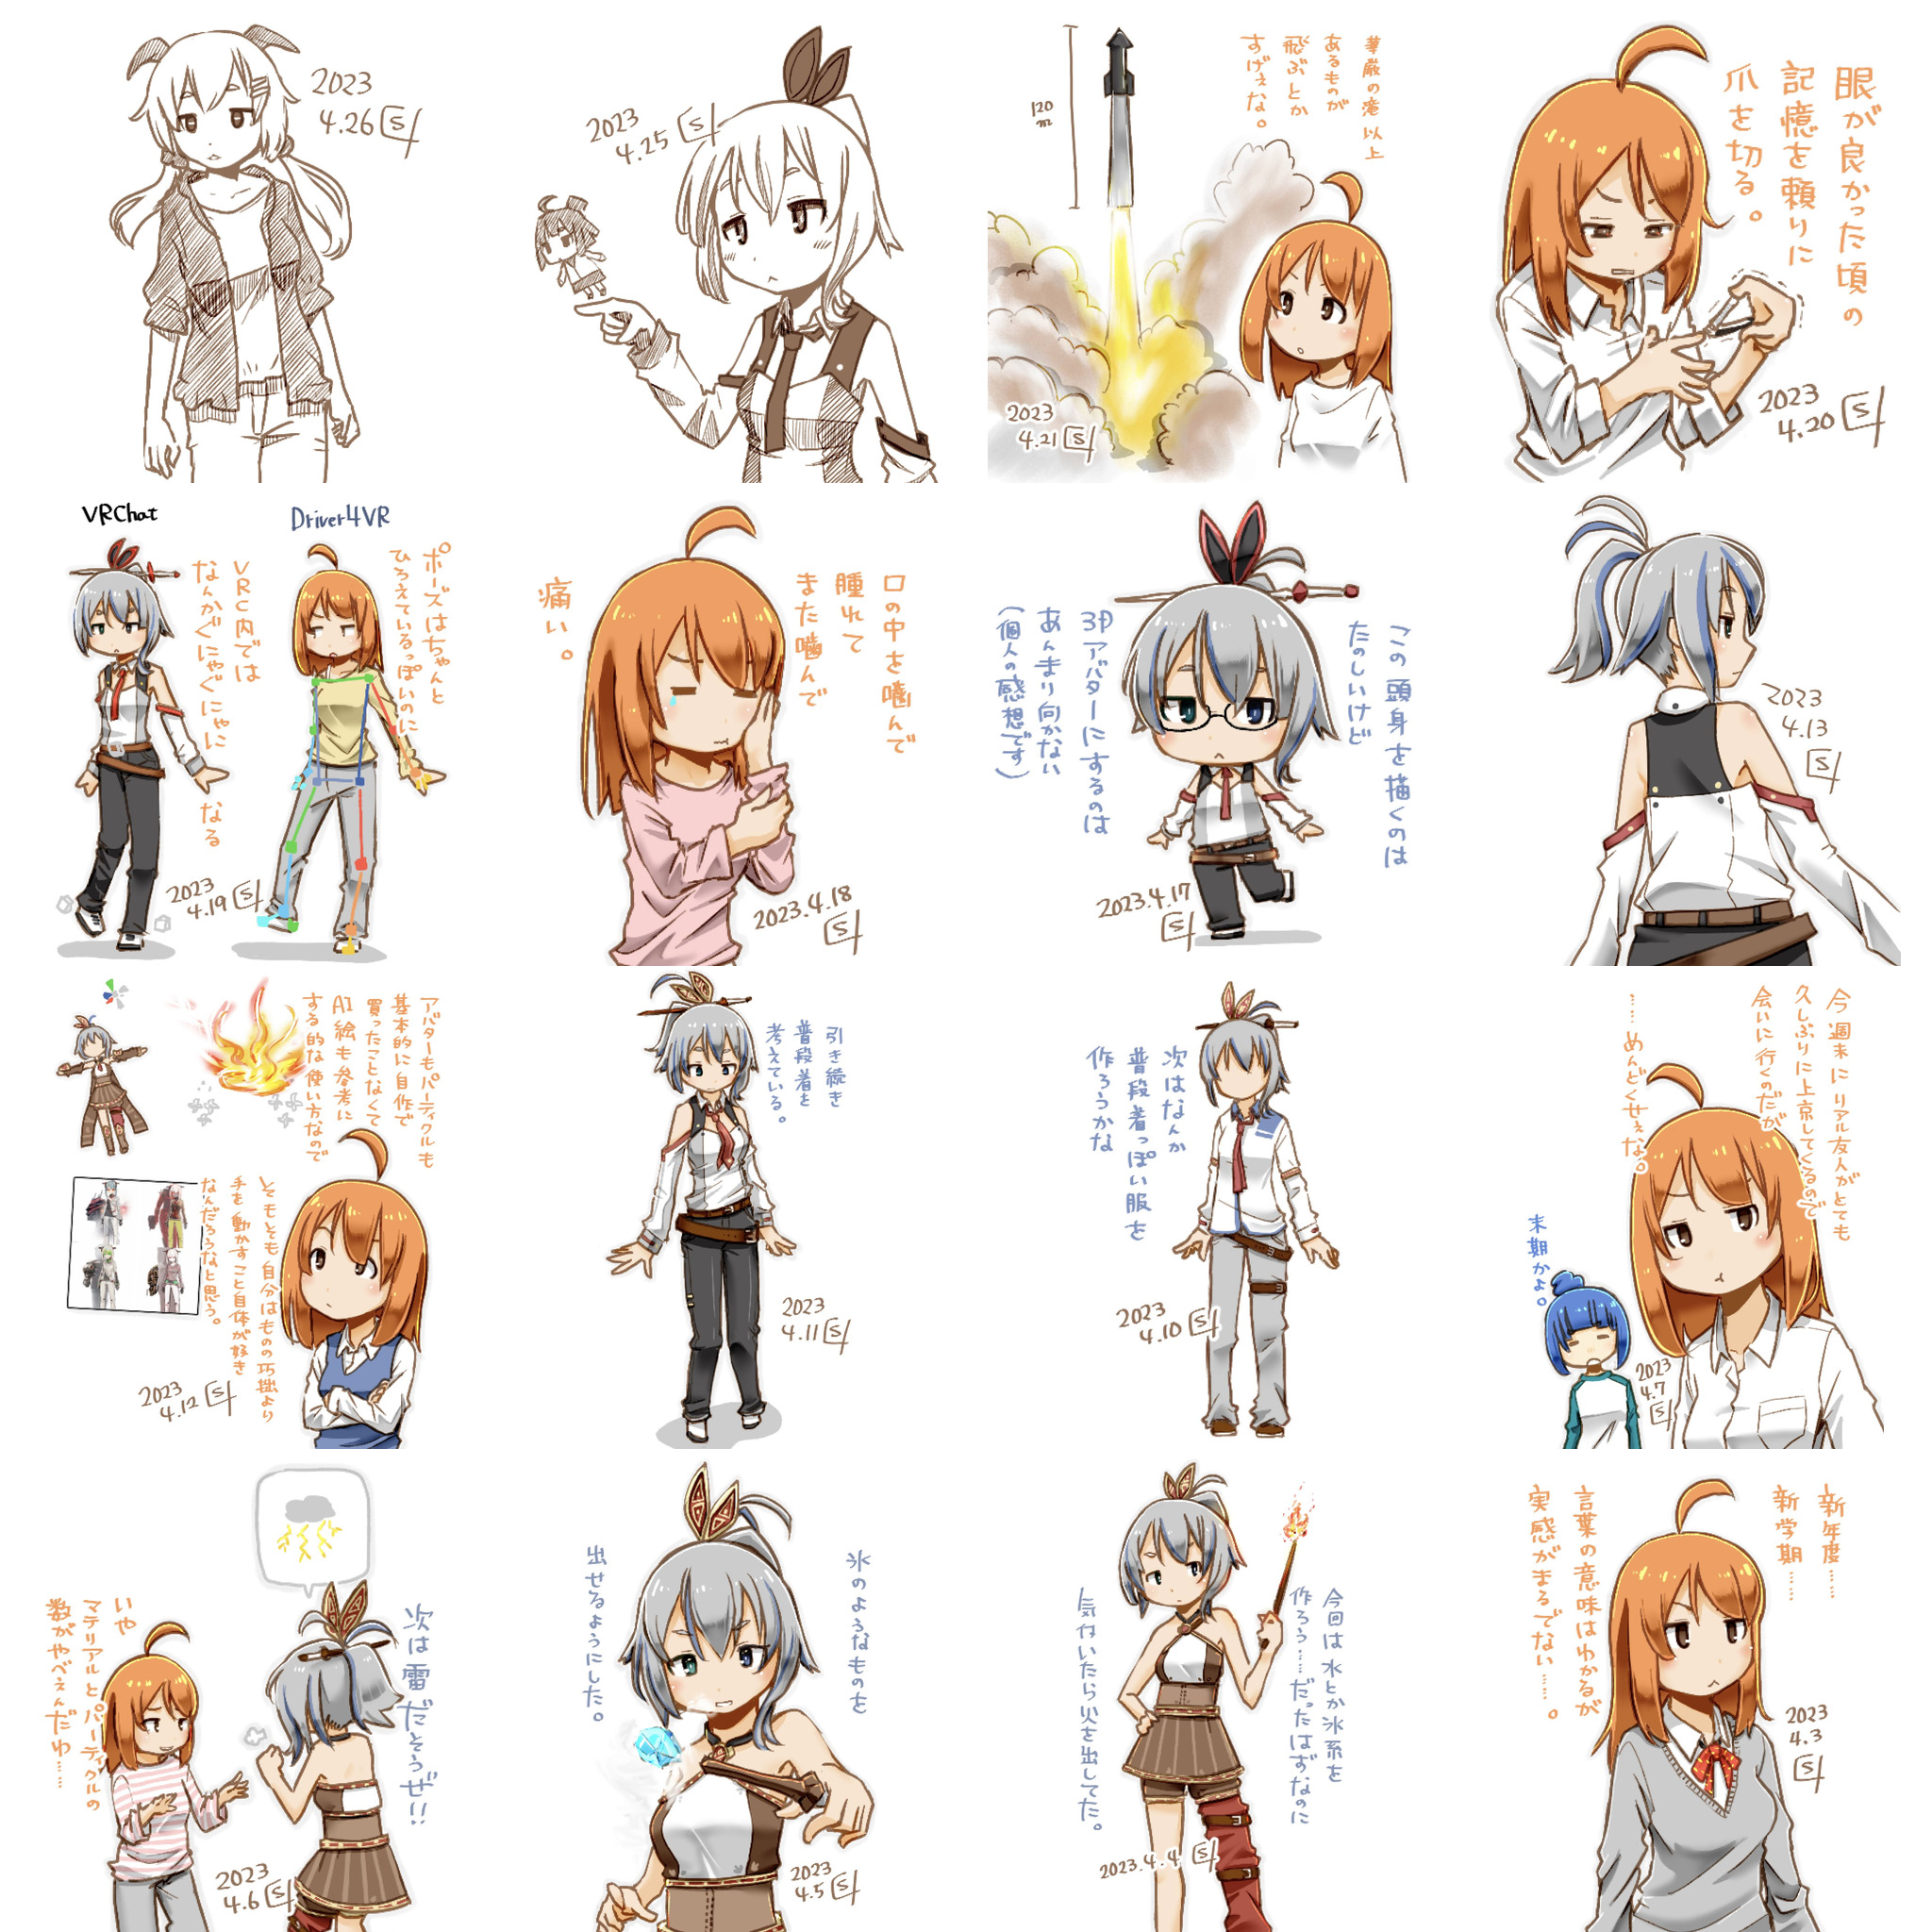 2023
4.26
2023
4.25
華厳の滝以上
あるものが
飛ぶとか
すげぇな。
120
m
2023
4.21
眼が良かった頃の
記憶を頼りに
爪を切る。
2023
4.20
VRChat
Driver4VR
ポーズはちゃんと
ひろえているっぽいのに
VRC内では
なんかぐにゃぐにゃに
なる
2023
4.19
口の中を噛んで
腫れて
また噛んで
痛い。
2023.4.18
この頭身を描くのは
たのしいけど
3Pアバターにするのは
あんまり向かない
(個人の感想です)
2023.4.17
2023
4.13
アバターもパーティクルも
基本的に自作で
買ったことなくて
AI絵も参考に
する的な使い方なので
そもそも自分はものの巧拙より
手を動かすこと自体が好き
なんだろうなと思う。
2023
4.12
引き続き
普段着を
考えている。
2023
4.11
次はなんか
普段着っぽい服を
作ろうかな
2023
4.10
今週末にリアル友人がとても
久しぶりに上京してくるので
会いに行くのだが
……めんどくせぇな。
末期かよ。
2023
4.7
次は雷だそうぜ!!
いや
マテリアルとパーティクルの
数がやべぇんだわ……
2023
4.6
氷のようなものを
出せるようにした。
2023
4.5
今回は水とか氷系を
作ろう……だったはずなのに
気付いたら火を出してた。
2023.4.4
新年度……
新学期……
言葉の意味はわかるが
実感がまるでない……。
2023
4.3